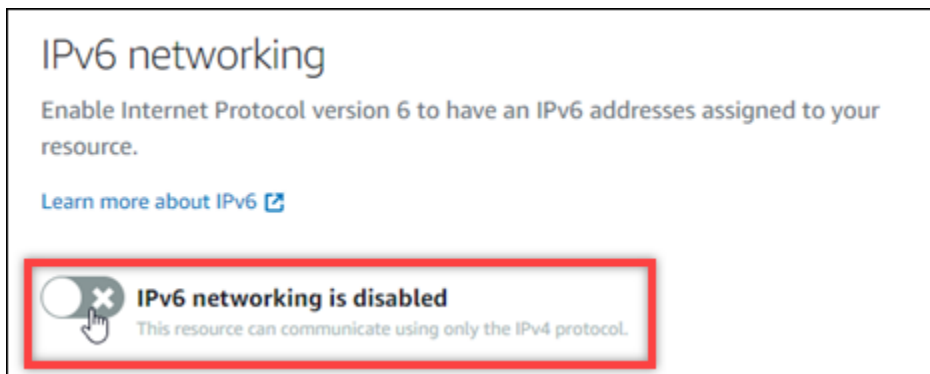 IPv6 networking
Enable Internet Protocol version 6 to have an IPv6 addresses assigned to your
resource.
Learn more about IPv6
IPv6 networking is disabled
This resource can communicate using only the IPv4 protocol.